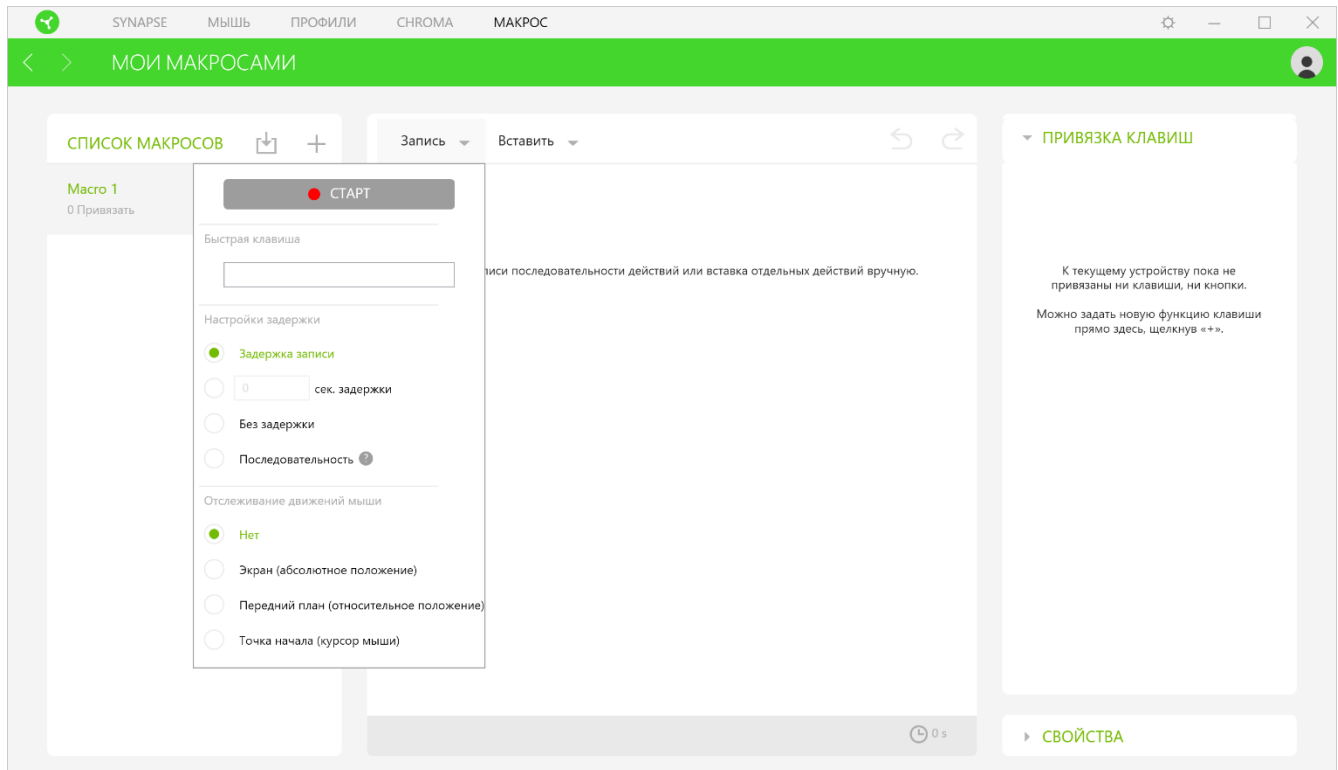 SYNAPSE МЫШЬ ПРОФИЛИ CHROMA МАКРОС
МОИ МАКРОСАМИ
СПИСОК МАКРОСОВ
Macro 1
0 Привязать
Запись Вставить
СТАРТ
Быстрая клавиша
последовательности действий или вставка отдельных действий вручную.
Настройки задержки
Задержка записи
0 сек. задержки
Без задержки
Последовательность ?
Отслеживание движений мыши
Нет
Экран (абсолютное положение)
Передний план (относительное положение)
Точка начала (курсор мыши)
0 s
ПРИВЯЗКА КЛАВИШ
К текущему устройству пока не
привязаны ни клавиши, ни кнопки.
Можно задать новую функцию клавиши
прямо здесь, щелкнув «+».
СВОЙСТВА